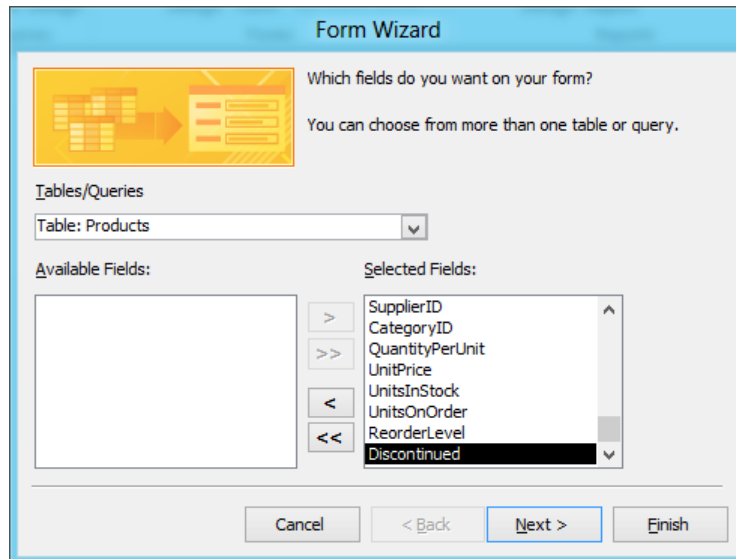 Form Wizard
Which fields do you want on your form?
You can choose from more than one table or query.
Tables/Queries
Table: Products
Available Fields:
Selected Fields:
SupplierID
CategoryID
QuantityPerUnit
UnitPrice
UnitsInStock
UnitsOnOrder
ReorderLevel
Discontinued
>
>>
<
<<
Cancel
< Back
Next >
Finish